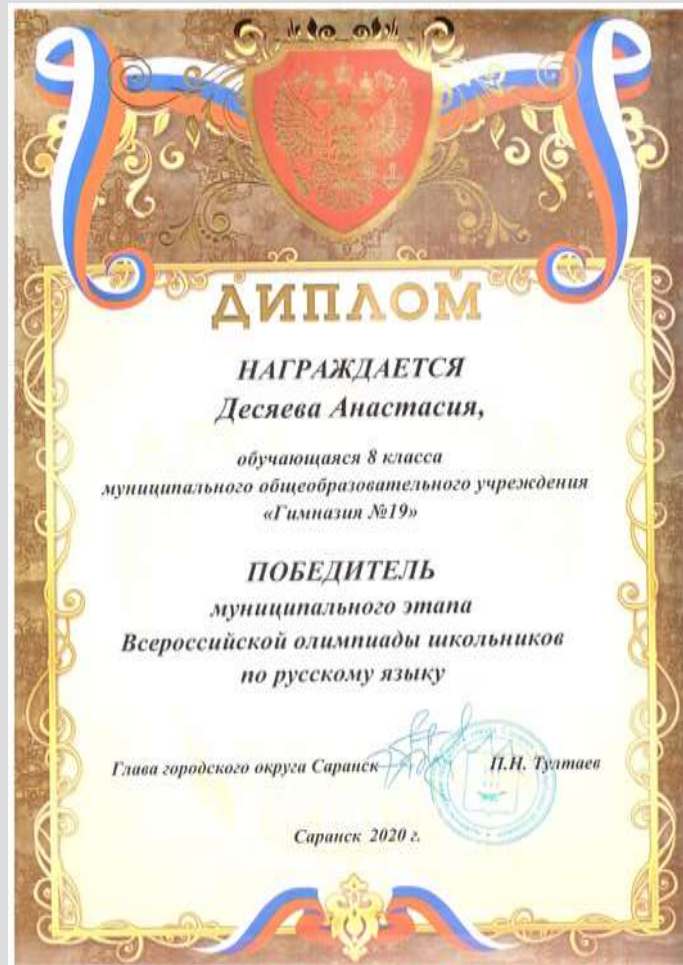 ДИПЛОМ
НАГРАЖДАЕТСЯ
Десяева Анастасия,
обучающаяся 8 класса
муниципального общеобразовательного учреждения
«Гимназия №19»
ПОБЕДИТЕЛЬ
муниципального этапа
Всероссийской олимпиады школьников
по русскому языку
Глава городского округа Саранск П.Н. Тултаев
Саранск 2020 г.